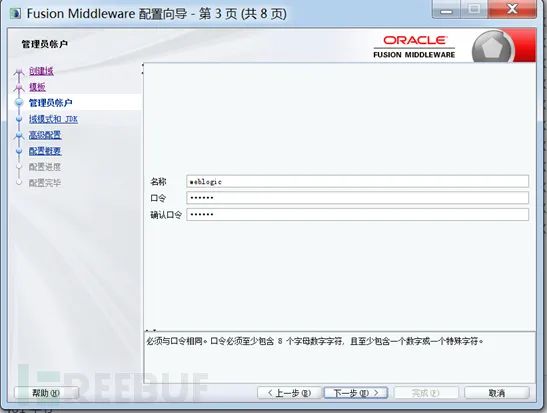 Fusion Middleware 配置向导 - 第 3 页 (共 8 页)
管理员帐户
ORACLE
FUSION MIDDLEWARE
创建域
模板
管理员帐户
域模式和 JDK
高级配置
配置概要
配置进度
配置完毕
名称 weblogic
口令 ••••••
确认口令 ••••••
必须与口令相同。口令必须至少包含 8 个字母数字字符, 且至少包含一个数字或一个特殊字符。
帮助(H) < 上一步(B) 下一步(N) > 完成(F) 取消
REEBUF